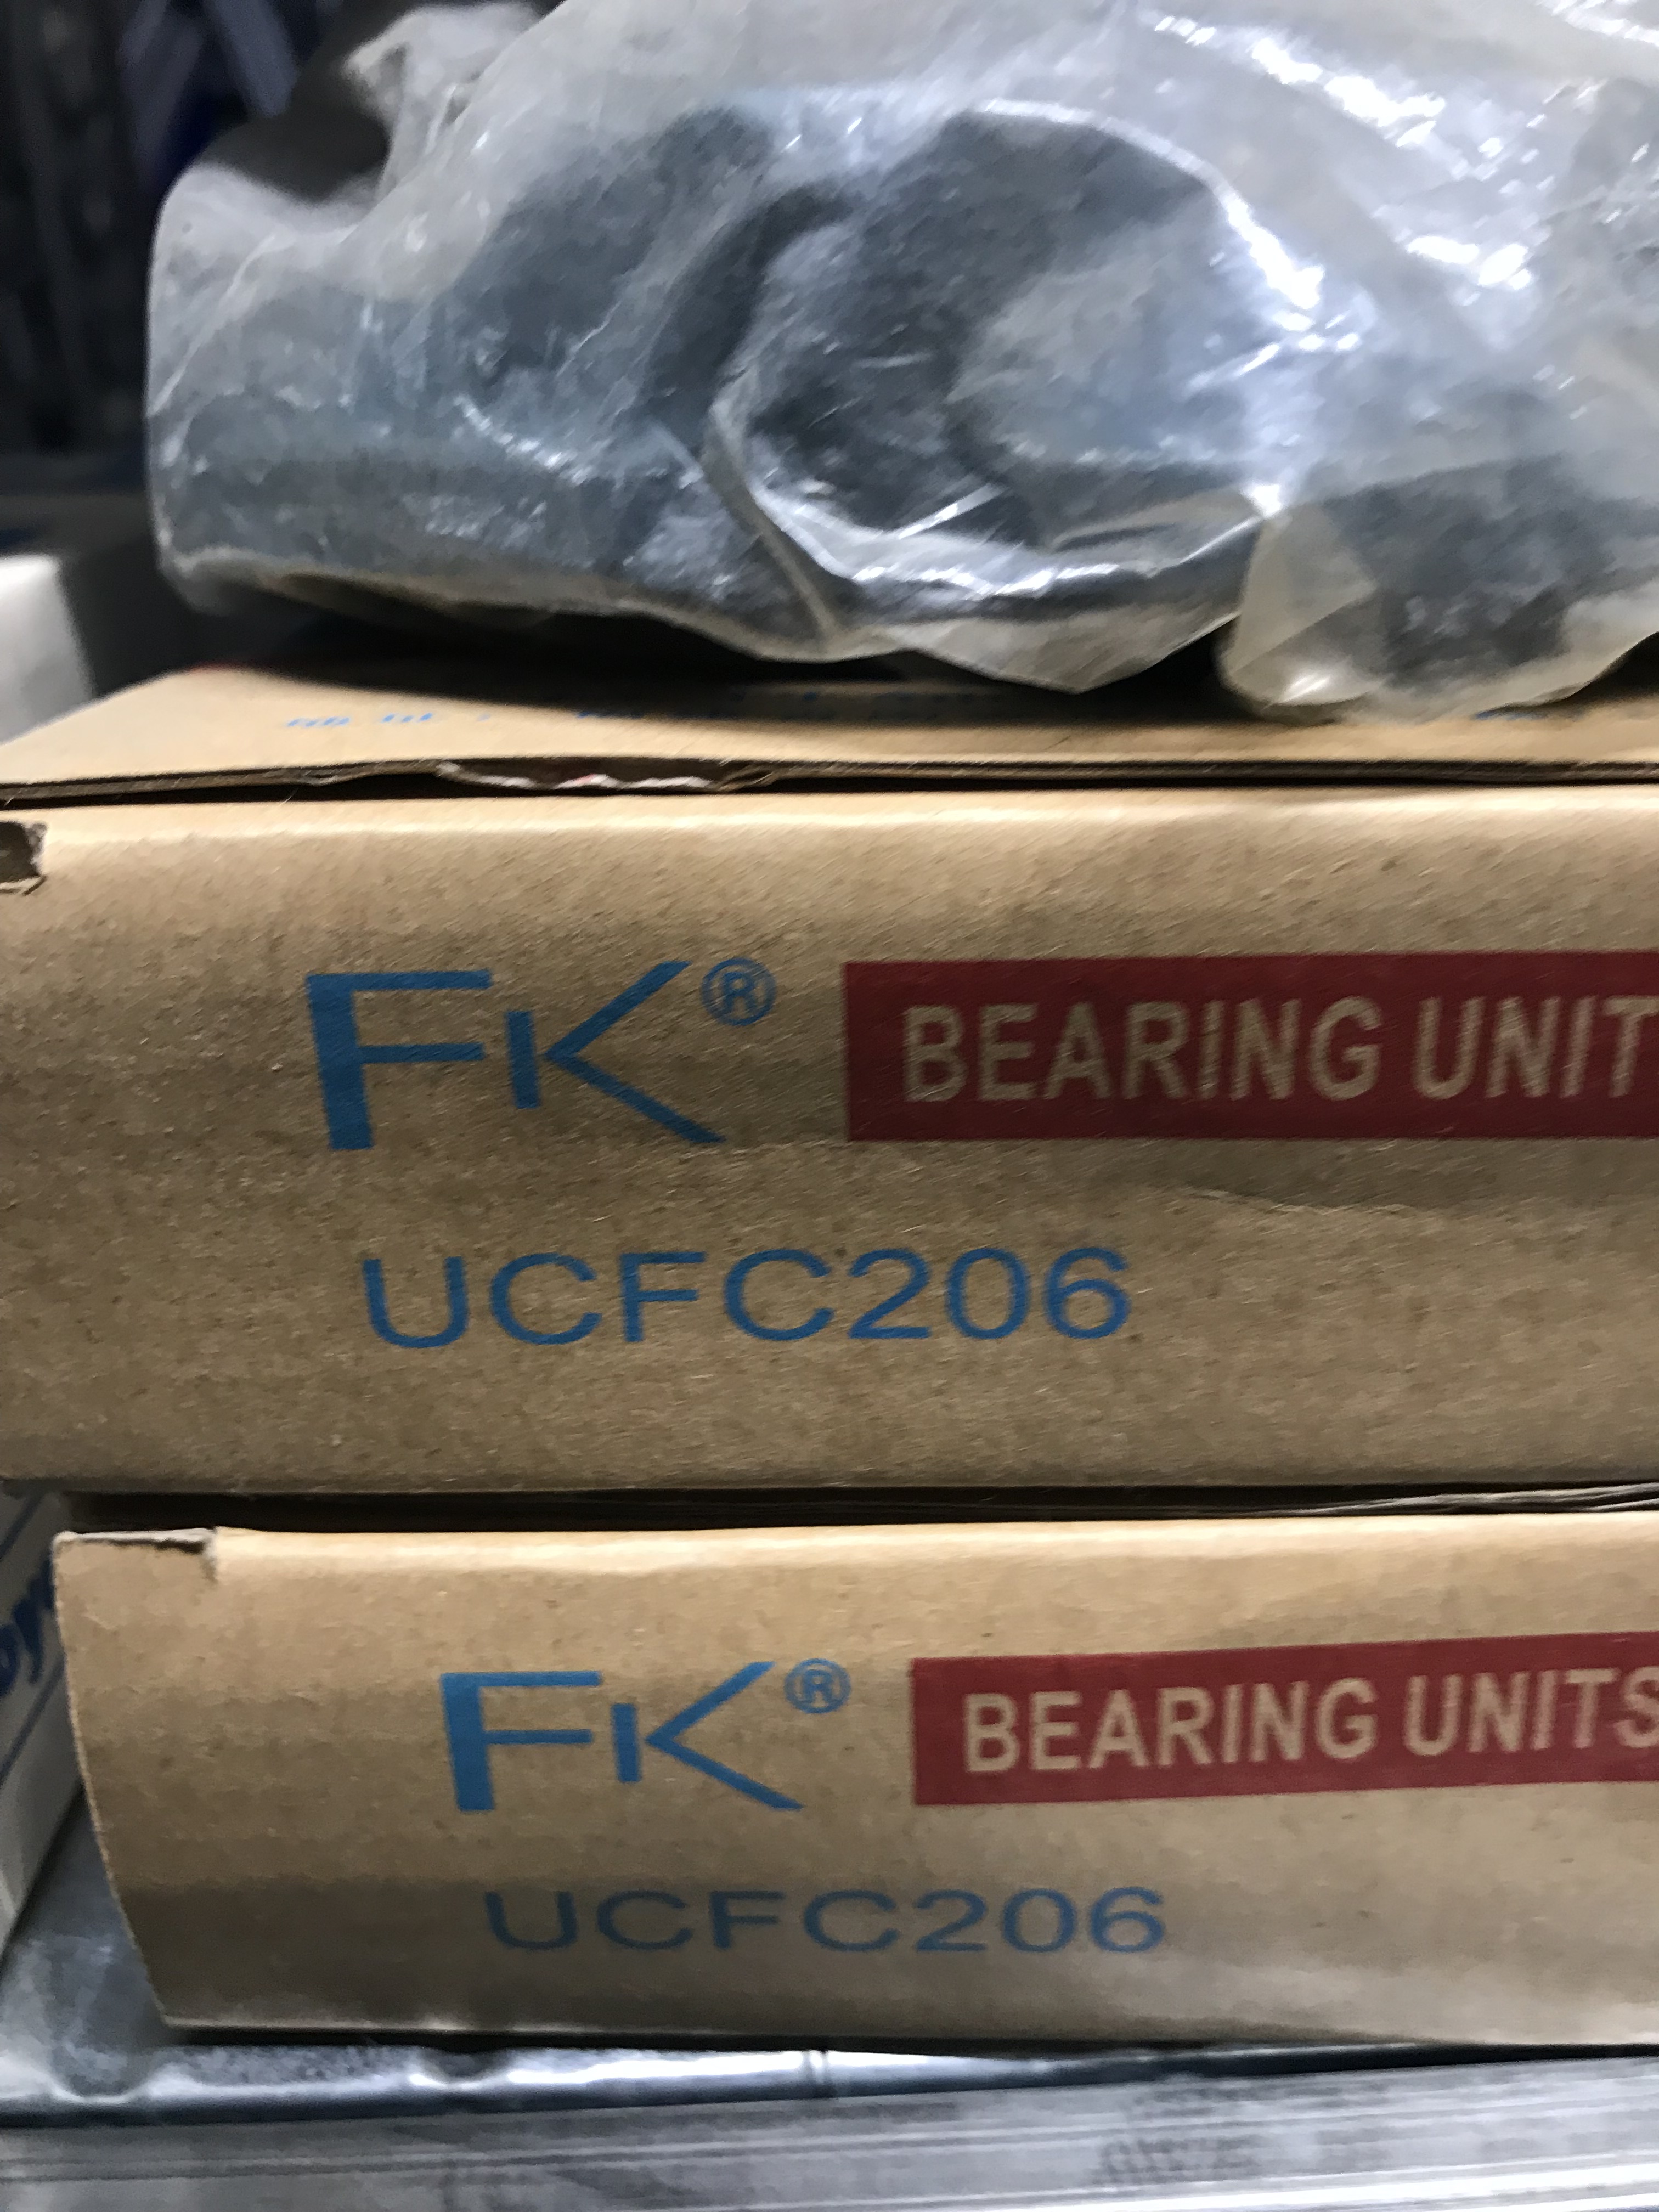 FK® BEARING UNIT
UCFC206
FK® BEARING UNITS
UCFC206